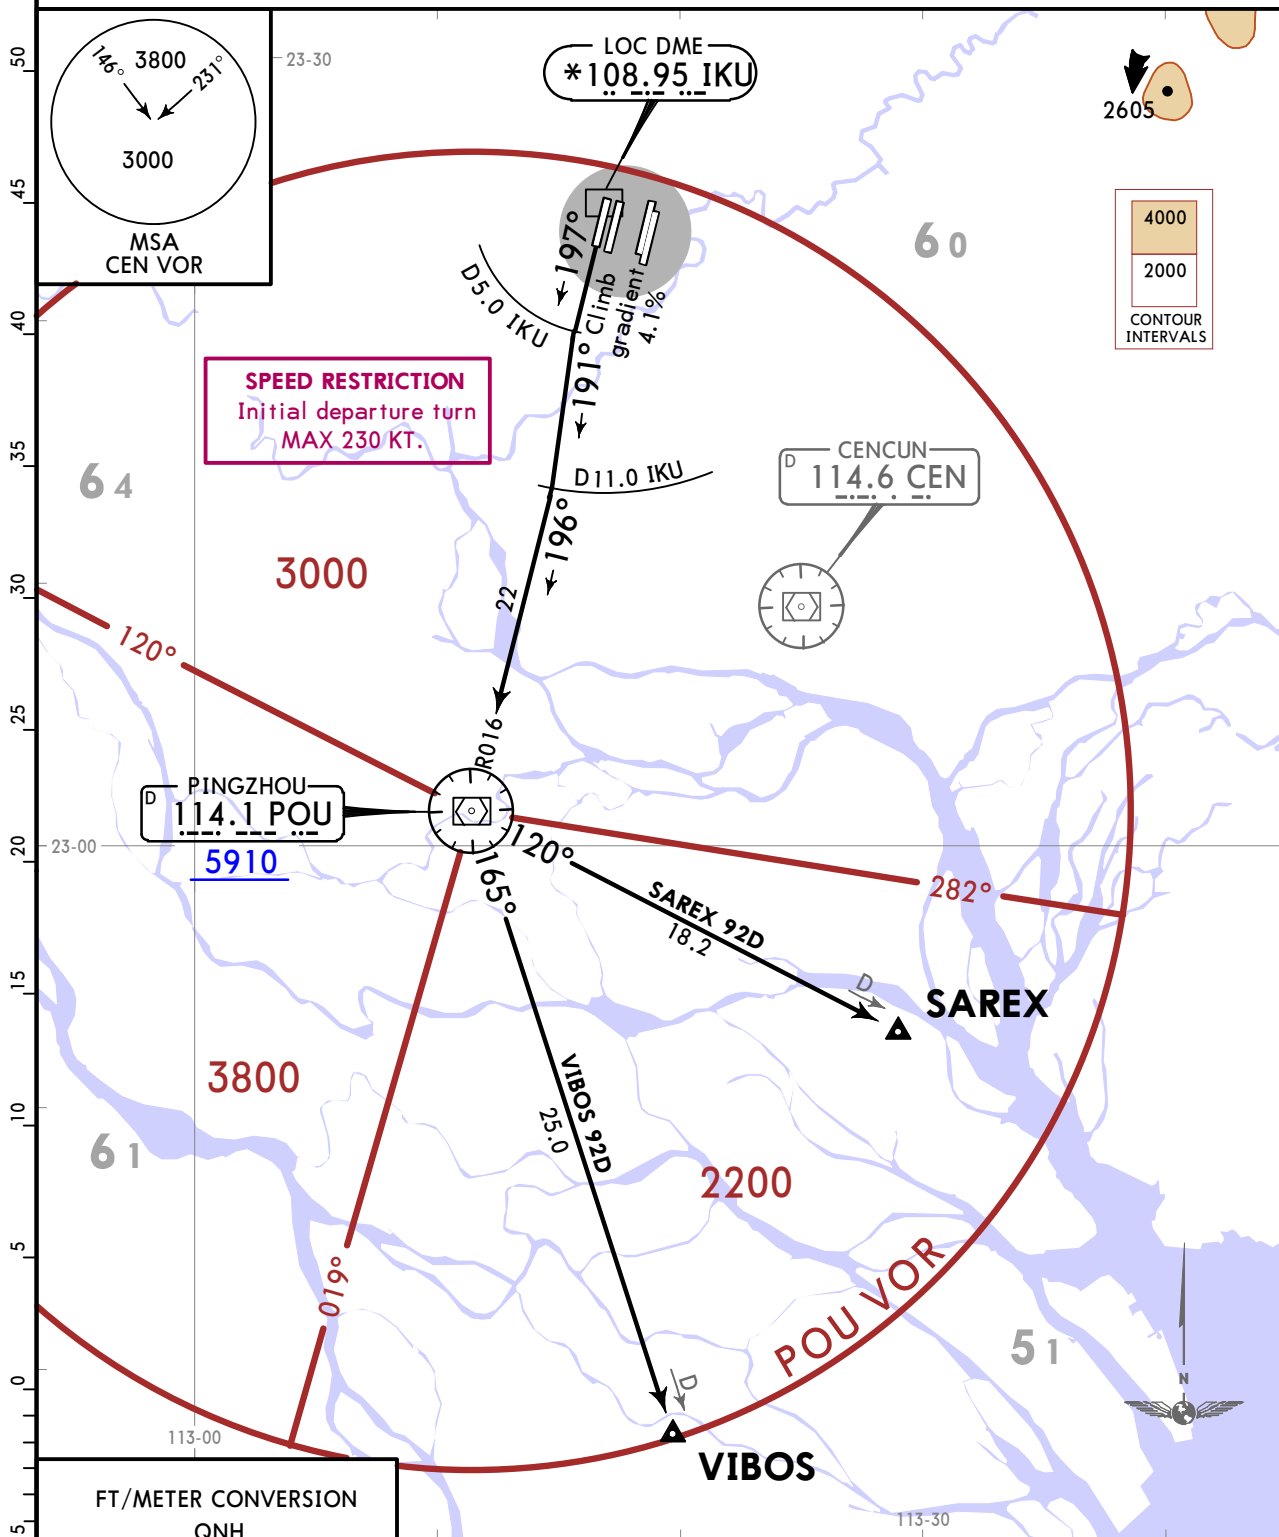 50
45
40
35
30
25
20
15
10
5
0
5
146°
3800
231°
3000
MSA
CEN VOR
23-30
LOC DME
*108.95 IKU
2605
4000
2000
CONTOUR
INTERVALS
60
197°
D5.0 IKU
Climb
gradient
4.1%
191°
SPEED RESTRICTION
Initial departure turn
MAX 230 KT.
64
D11.0 IKU
CENCUN
D
114.6 CEN
196°
3000
22
120°
R016
PINGZHOU
D
114.1 POU
5910
23-00
120°
165°
282°
SAREX 92D
18.2
D
SAREX
3800
VIBOS 92D
25.0
61
2200
019°
POU VOR
51
N
D
VIBOS
113-00
113-30
FT/METER CONVERSION
QNH